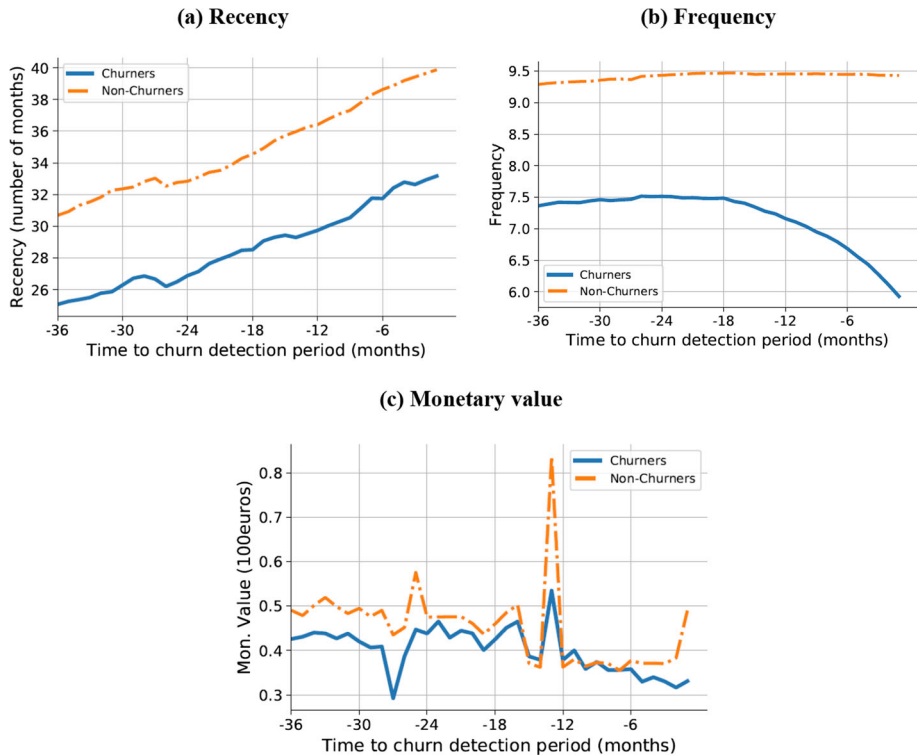 (a) Recency
Recency (number of months)
40
38
36
34
32
30
28
26
-36
-30
-24
-18
-12
-6
Time to churn detection period (months)
Churners
Non-Churners
(b) Frequency
Frequency
9.5
9.0
8.5
8.0
7.5
7.0
6.5
6.0
-36
-30
-24
-18
-12
-6
Time to churn detection period (months)
Churners
Non-Churners
(c) Monetary value
Mon. Value (100euros)
0.8
0.7
0.6
0.5
0.4
0.3
-36
-30
-24
-18
-12
-6
Time to churn detection period (months)
Churners
Non-Churners